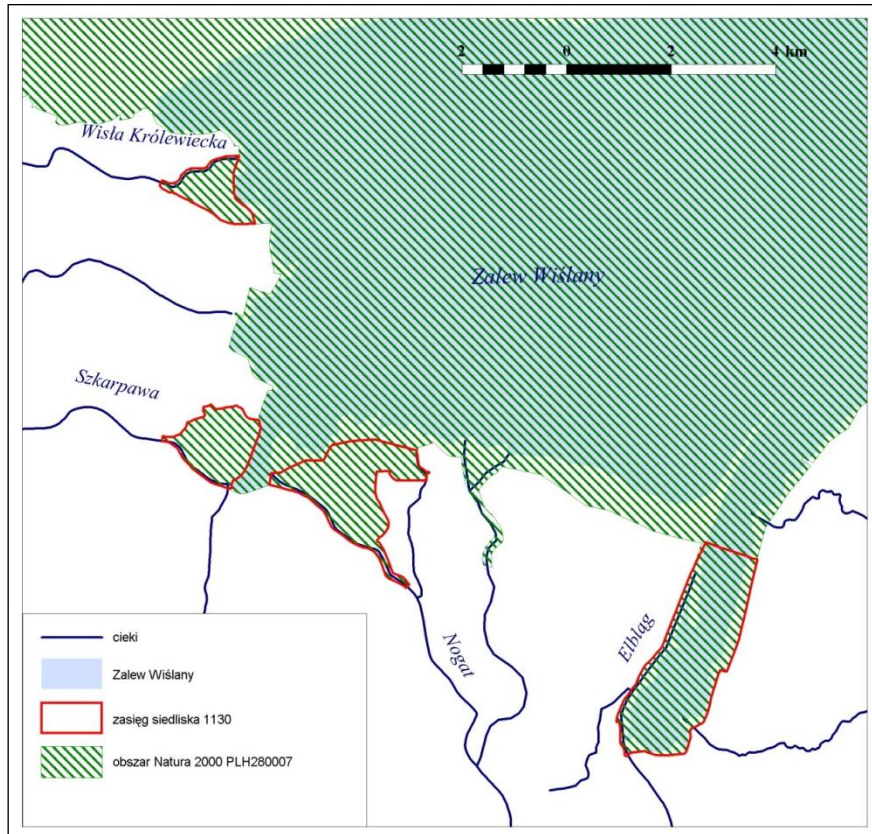 2 0 2 4 km
Wisła Królewiecka
Zalew Wiślany
Szkarpawa
Nogat
Elbląg
cieki
Zalew Wiślany
zasięg siedliska 1130
obszar Natura 2000 PLH280007